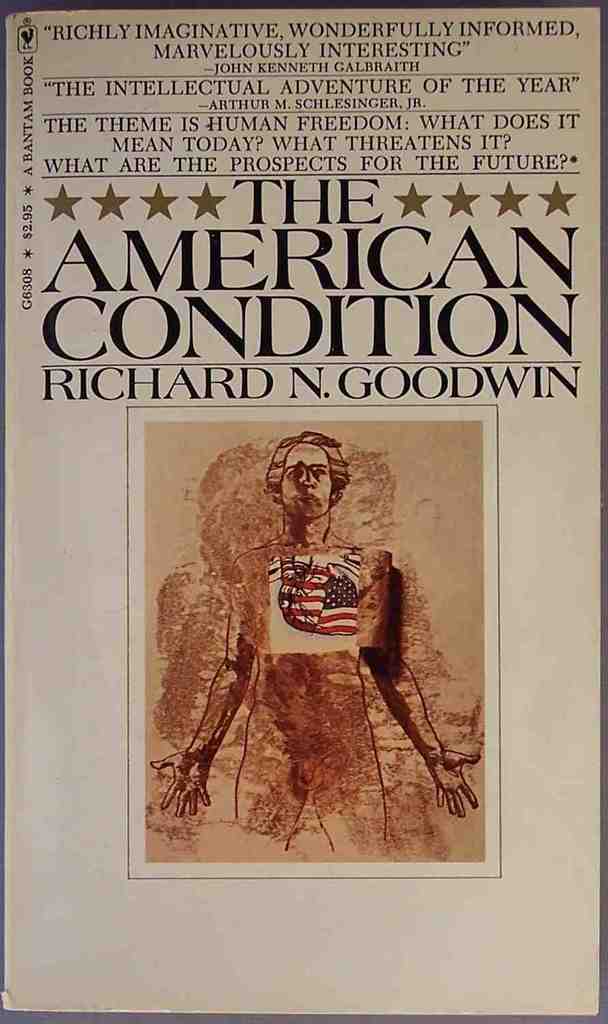 "RICHLY IMAGINATIVE, WONDERFULLY INFORMED,
MARVELOUSLY INTERESTING"
—JOHN KENNETH GALBRAITH
"THE INTELLECTUAL ADVENTURE OF THE YEAR"
—ARTHUR M. SCHLESINGER, JR.
THE THEME IS HUMAN FREEDOM: WHAT DOES IT
MEAN TODAY? WHAT THREATENS IT?
WHAT ARE THE PROSPECTS FOR THE FUTURE?•
THE
AMERICAN
CONDITION
RICHARD N. GOODWIN
G6308 * $2.95 * A BANTAM BOOK